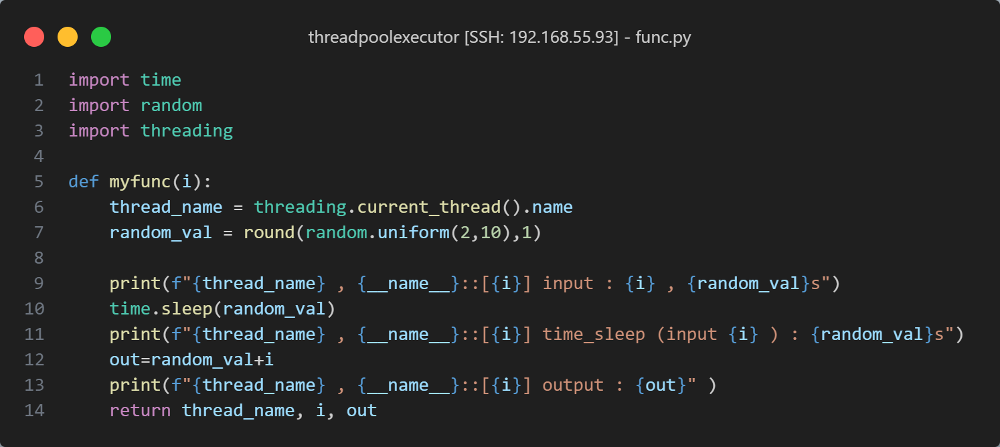 threadpoolexecutor [SSH: 192.168.55.93] - func.py
1 import time
2 import random
3 import threading
4
5 def myfunc(i):
6     thread_name = threading.current_thread().name
7     random_val = round(random.uniform(2,10),1)
8
9     print(f"{thread_name} , {__name__}::[{i}] input : {i} , {random_val}s")
10     time.sleep(random_val)
11     print(f"{thread_name} , {__name__}::[{i}] time_sleep (input {i} ) : {random_val}s")
12     out=random_val+i
13     print(f"{thread_name} , {__name__}::[{i}] output : {out}" )
14     return thread_name, i, out